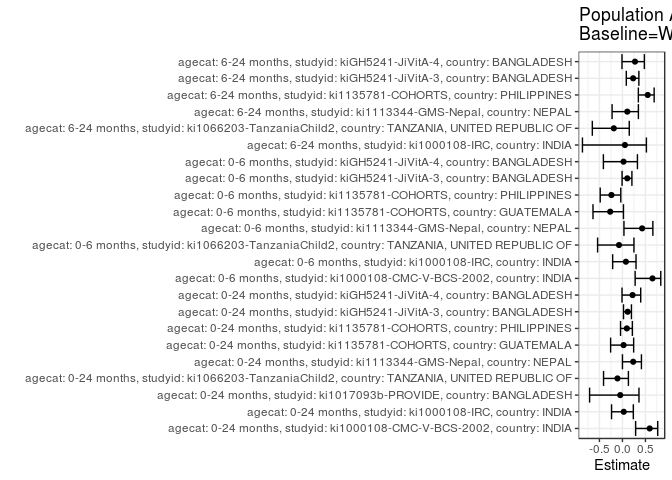 Population A
Baseline=W
agecat: 6-24 months, studyid: kiGH5241-JiVitA-4, country: BANGLADESH
agecat: 6-24 months, studyid: kiGH5241-JiVitA-3, country: BANGLADESH
agecat: 6-24 months, studyid: ki1135781-COHORTS, country: PHILIPPINES
agecat: 6-24 months, studyid: ki1113344-GMS-Nepal, country: NEPAL
agecat: 6-24 months, studyid: ki1066203-TanzaniaChild2, country: TANZANIA, UNITED REPUBLIC OF
agecat: 6-24 months, studyid: ki1000108-IRC, country: INDIA
agecat: 0-6 months, studyid: kiGH5241-JiVitA-4, country: BANGLADESH
agecat: 0-6 months, studyid: kiGH5241-JiVitA-3, country: BANGLADESH
agecat: 0-6 months, studyid: ki1135781-COHORTS, country: PHILIPPINES
agecat: 0-6 months, studyid: ki1135781-COHORTS, country: GUATEMALA
agecat: 0-6 months, studyid: ki1113344-GMS-Nepal, country: NEPAL
agecat: 0-6 months, studyid: ki1066203-TanzaniaChild2, country: TANZANIA, UNITED REPUBLIC OF
agecat: 0-6 months, studyid: ki1000108-IRC, country: INDIA
agecat: 0-6 months, studyid: ki1000108-CMC-V-BCS-2002, country: INDIA
agecat: 0-24 months, studyid: kiGH5241-JiVitA-4, country: BANGLADESH
agecat: 0-24 months, studyid: kiGH5241-JiVitA-3, country: BANGLADESH
agecat: 0-24 months, studyid: ki1135781-COHORTS, country: PHILIPPINES
agecat: 0-24 months, studyid: ki1135781-COHORTS, country: GUATEMALA
agecat: 0-24 months, studyid: ki1113344-GMS-Nepal, country: NEPAL
agecat: 0-24 months, studyid: ki1066203-TanzaniaChild2, country: TANZANIA, UNITED REPUBLIC OF
agecat: 0-24 months, studyid: ki1017093b-PROVIDE, country: BANGLADESH
agecat: 0-24 months, studyid: ki1000108-IRC, country: INDIA
agecat: 0-24 months, studyid: ki1000108-CMC-V-BCS-2002, country: INDIA
-0.5 0.0 0.5
Estimate